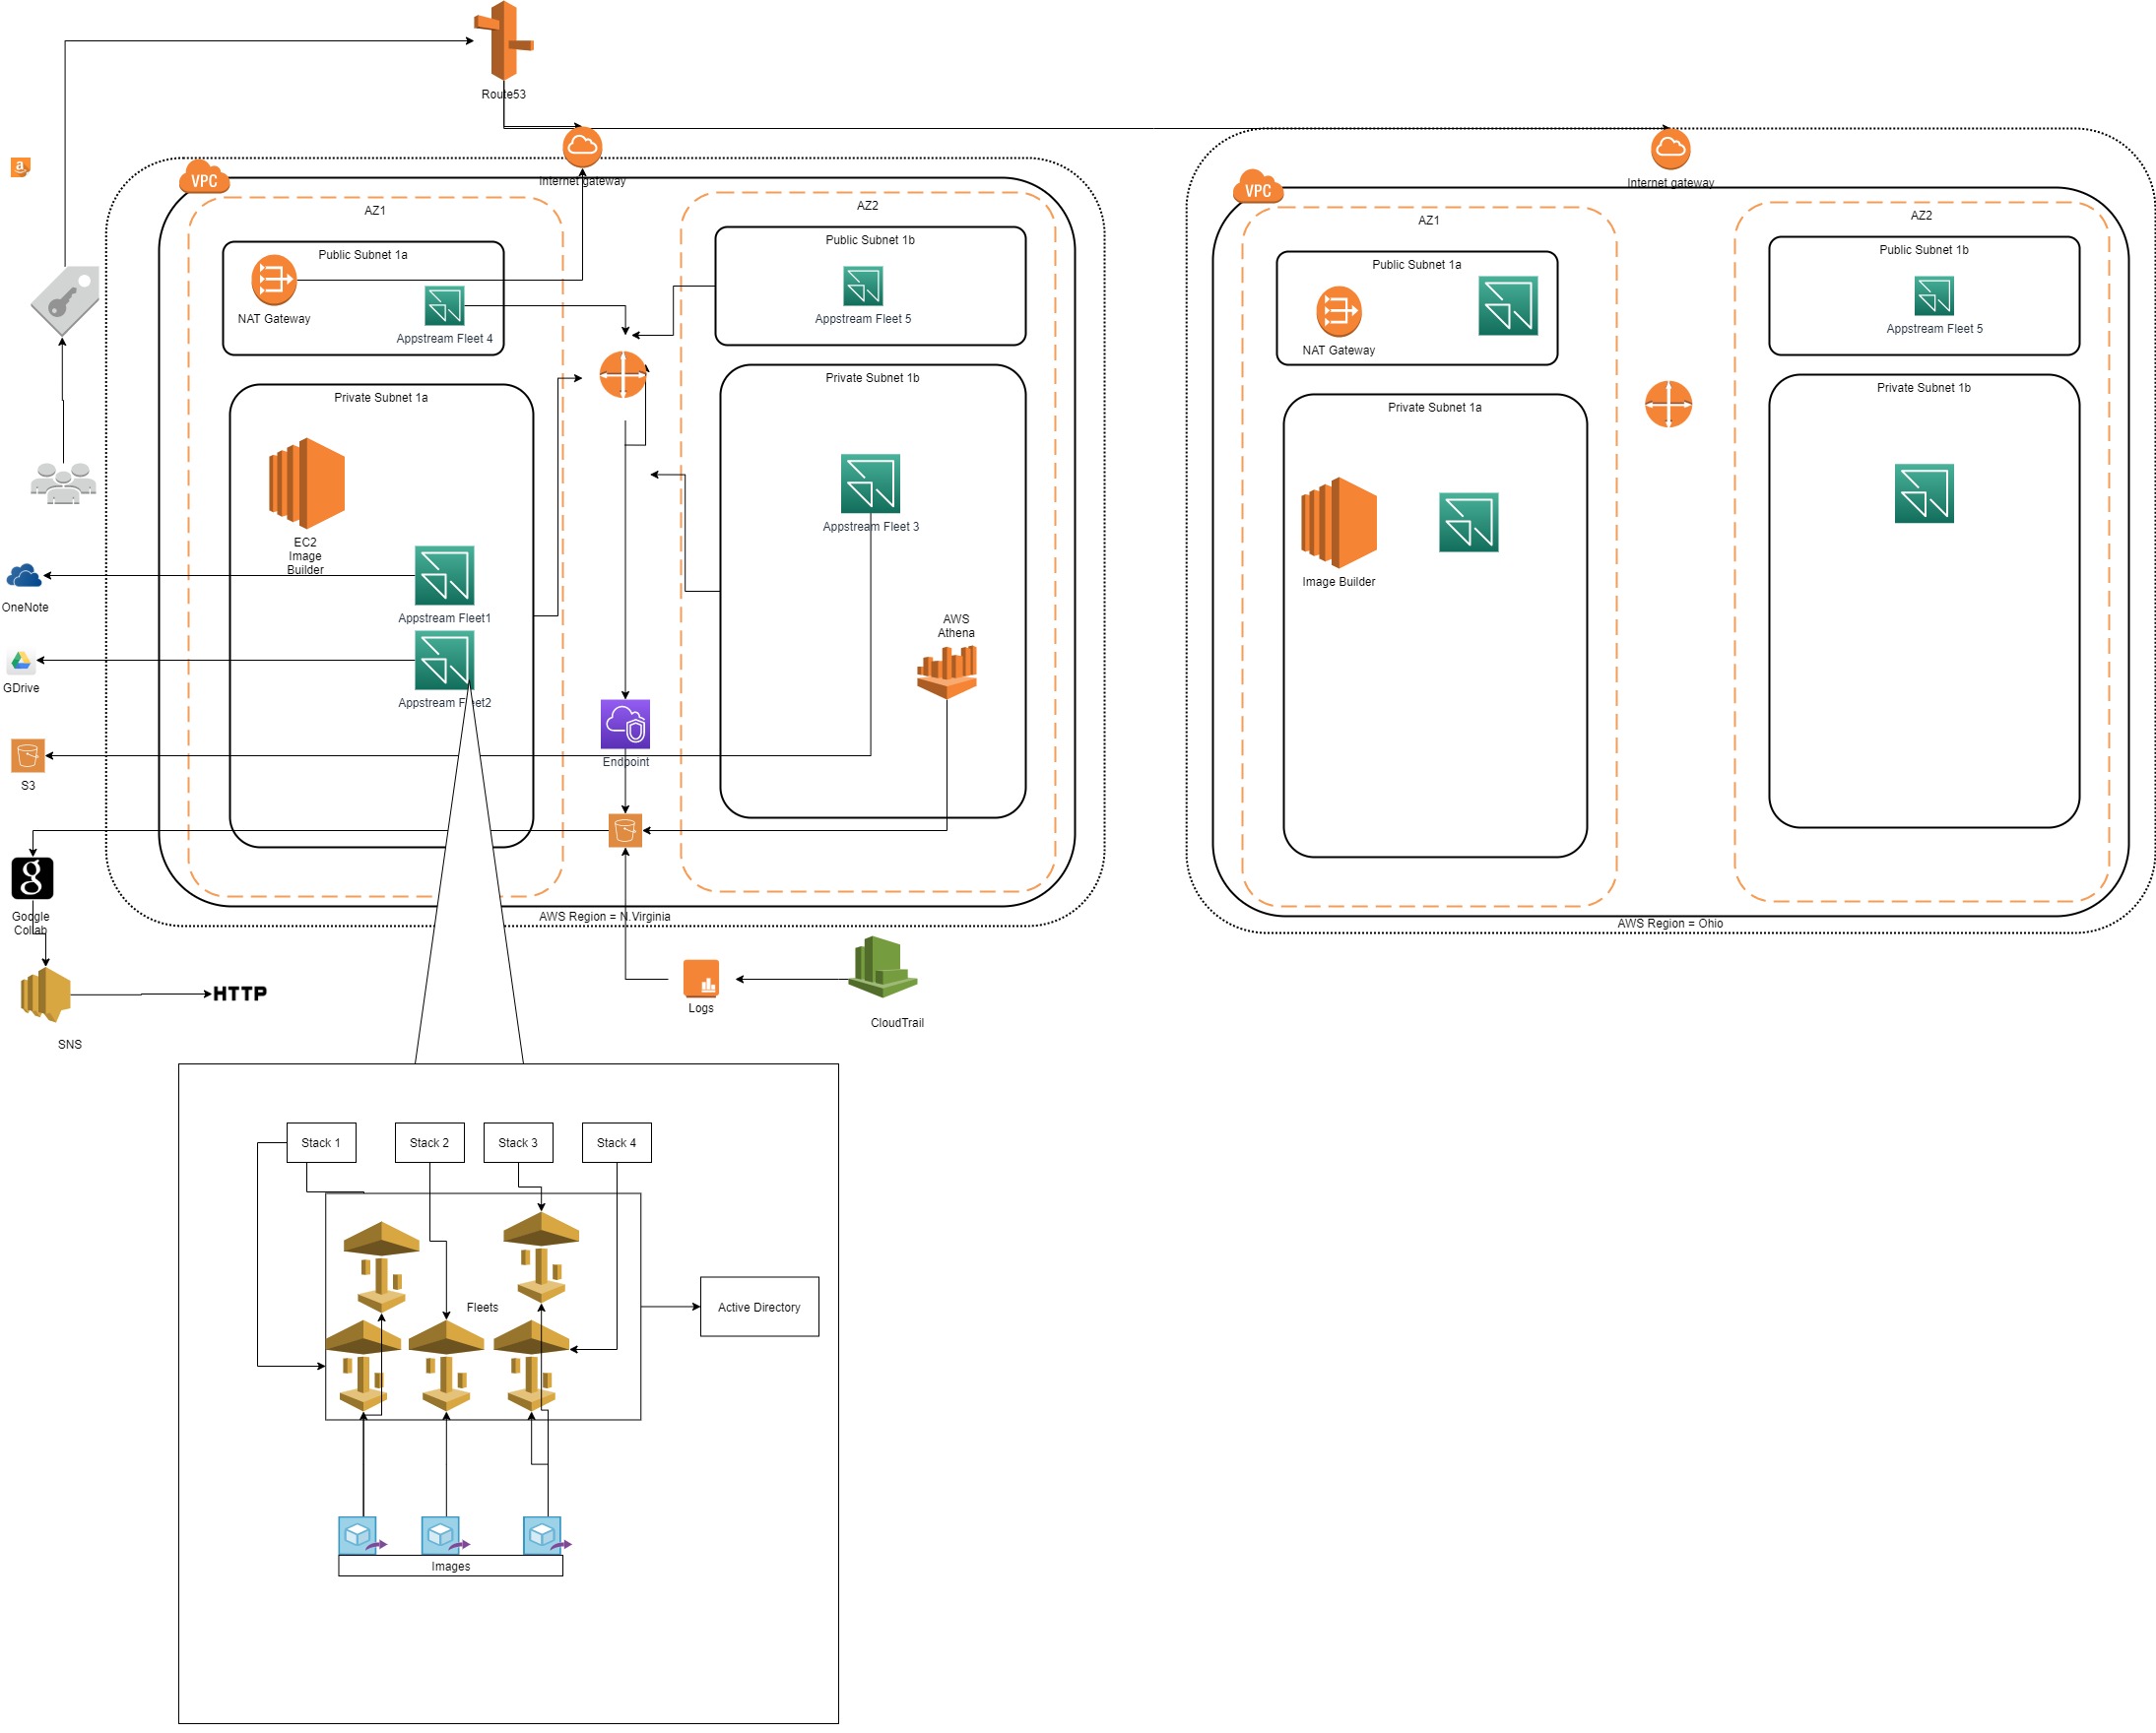 Route53
a
Internet gateway
Internet gateway
VPC
AZ1
AZ2
Public Subnet 1a
NAT Gateway
Appstream Fleet 4
Public Subnet 1b
Appstream Fleet 5
Private Subnet 1a
EC2
Image
Builder
Appstream Fleet1
Appstream Fleet2
Private Subnet 1b
Appstream Fleet 3
AWS
Athena
Endpoint
AWS Region = N.Virginia
VPC
AZ1
AZ2
Public Subnet 1a
NAT Gateway
Public Subnet 1b
Appstream Fleet 5
Private Subnet 1a
Image Builder
Private Subnet 1b
AWS Region = Ohio
OneNote
GDrive
S3
g
Google
Collab
SNS
HTTP
Logs
CloudTrail
Stack 1
Stack 2
Stack 3
Stack 4
Fleets
Active Directory
Images